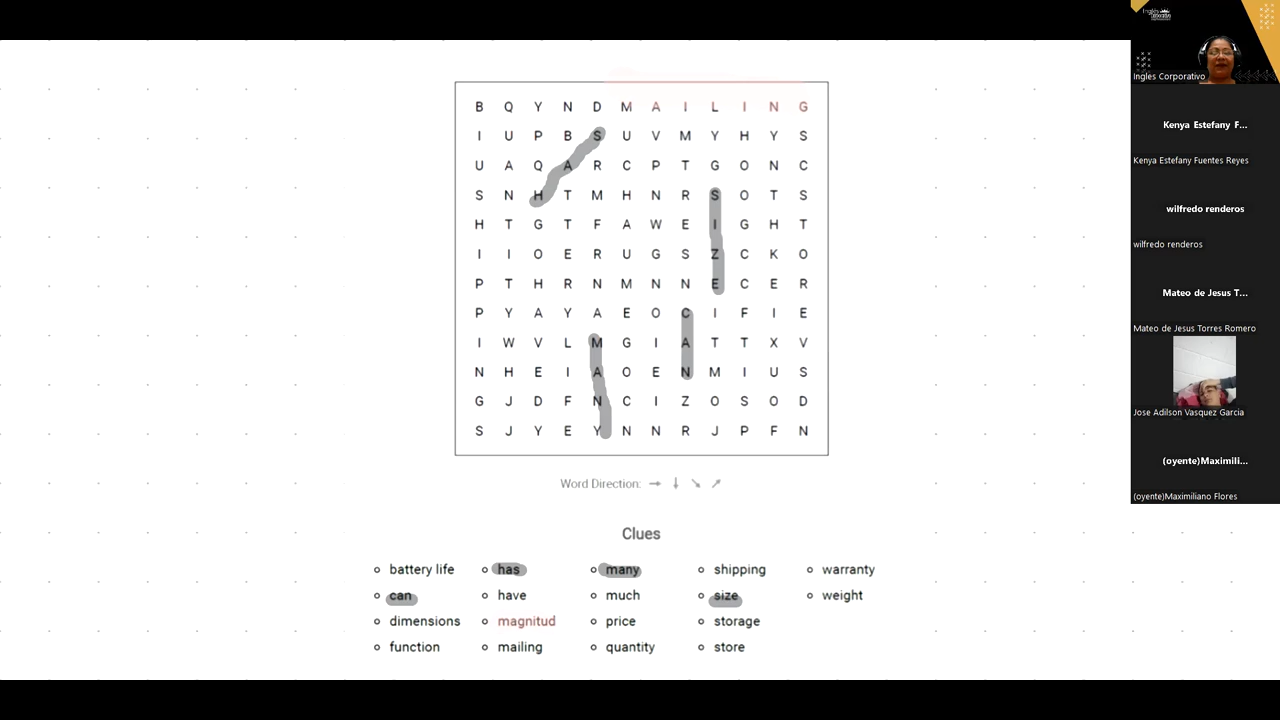 B Q Y N D M A I L I N G
I U P B S U V M Y H Y S
U A Q A R C P T G O N C
S N H T M H N R S O T S
H T G T F A W E I G H T
I I O E R U G S Z C K O
P T H R N M N N E C E R
P Y A Y A E O C I F I E
I W V L M G I A T T X V
N H E I A O E N M I U S
G J D F N C I Z O S O D
S J Y E Y N N R J P F N
Word Direction:
Clues
battery life has many shipping warranty
can have much size weight
dimensions magnitud price storage
function mailing quantity store
Ingles Corporativo
Kenya Estefany F...
Kenya Estefany Fuentes Reyes
wilfredo renderos
wilfredo renderos
Mateo de Jesus T...
Mateo de Jesus Torres Romero
Jose Adilson Vasquez Garcia
(oyente)Maximili...
(oyente)Maximiliano Flores